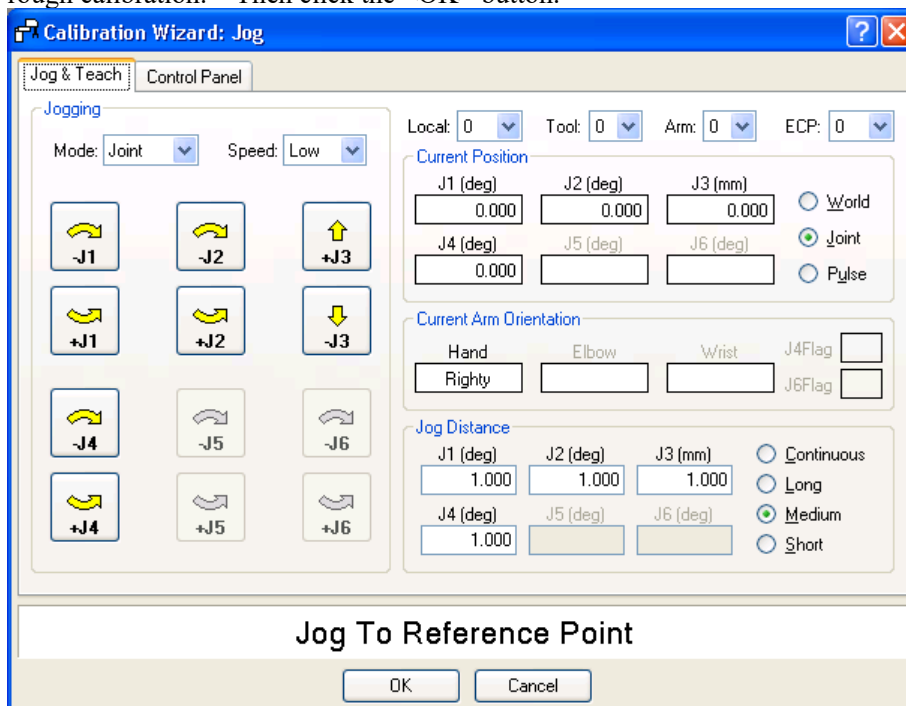 rough calibration. Then click the "OK" button.
Calibration Wizard: Jog
Jog & Teach Control Panel
Jogging
Mode: Joint Speed: Low
Local: 0 Tool: 0 Arm: 0 ECP: 0
-J1 -J2 +J3
+J1 +J2 -J3
-J4 -J5 -J6
+J4 +J5 +J6
Current Position
J1 (deg) J2 (deg) J3 (mm)
0.000 0.000 0.000
J4 (deg) J5 (deg) J6 (deg)
0.000
World
Joint
Pulse
Current Arm Orientation
Hand Elbow Wrist J4Flag
Righty J6Flag
Jog Distance
J1 (deg) J2 (deg) J3 (mm)
1.000 1.000 1.000
J4 (deg) J5 (deg) J6 (deg)
1.000
Continuous
Long
Medium
Short
Jog To Reference Point
OK Cancel